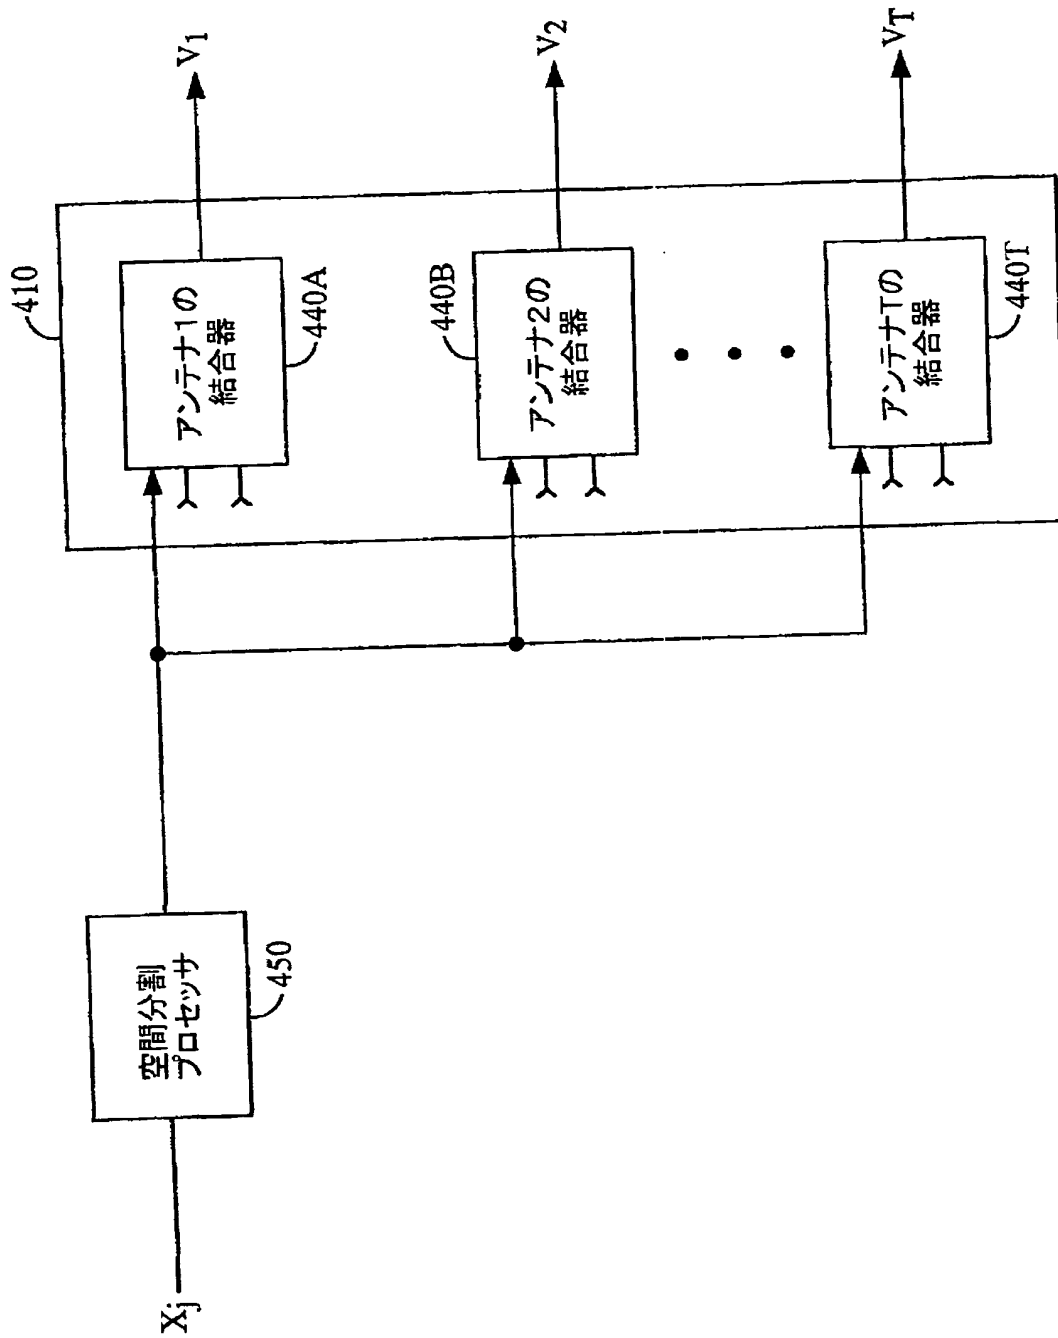 X_j
空間分割
プロセッサ
450
410
アンテナ1の
結合器
440A
V_1
アンテナ2の
結合器
440B
V_2
アンテナTの
結合器
440T
V_T